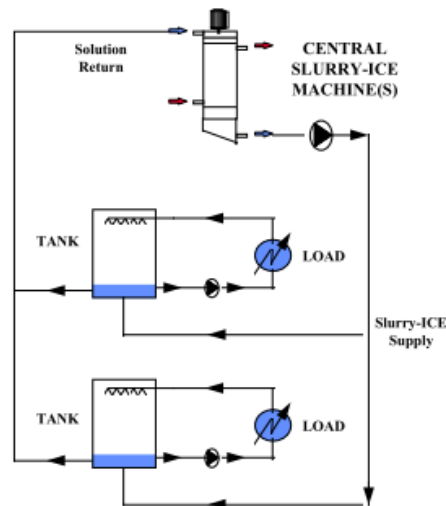 Solution
Return
CENTRAL
SLURRY-ICE
MACHINE(S)
TANK
LOAD
Slurry-ICE
Supply
TANK
LOAD